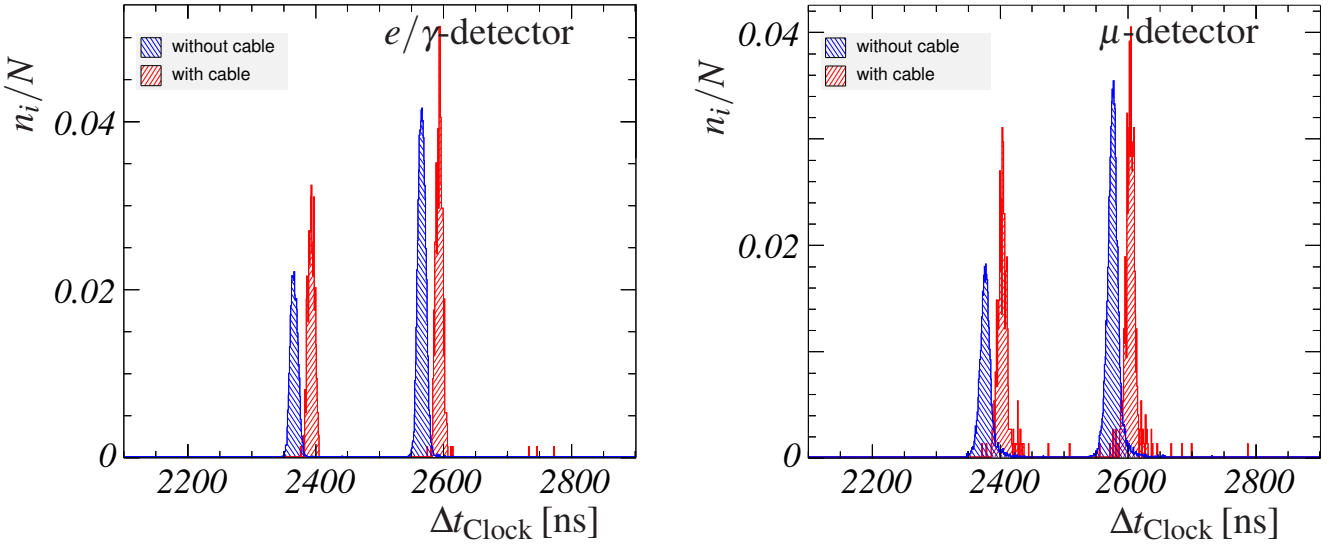 e/γ-detector
without cable
with cable
n_i/N
0.04
0.02
0
2200 2400 2600 2800
Δt_Clock [ns]
μ-detector
without cable
with cable
n_i/N
0.04
0.02
0
2200 2400 2600 2800
Δt_Clock [ns]